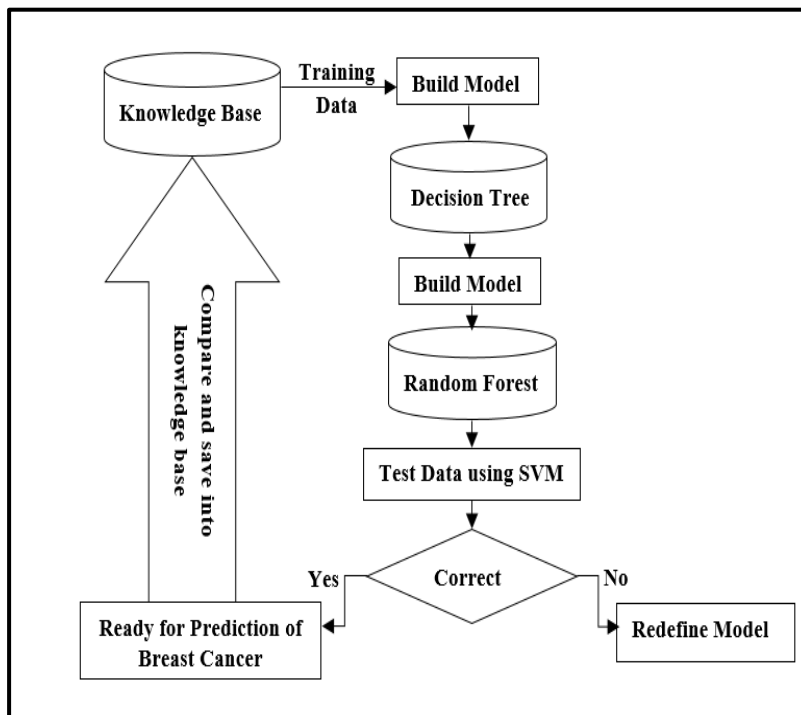 Knowledge Base
Training
Data
Build Model
Decision Tree
Build Model
Random Forest
Test Data using SVM
Correct
Yes
No
Ready for Prediction of
Breast Cancer
Redefine Model
Compare and save into
knowledge base